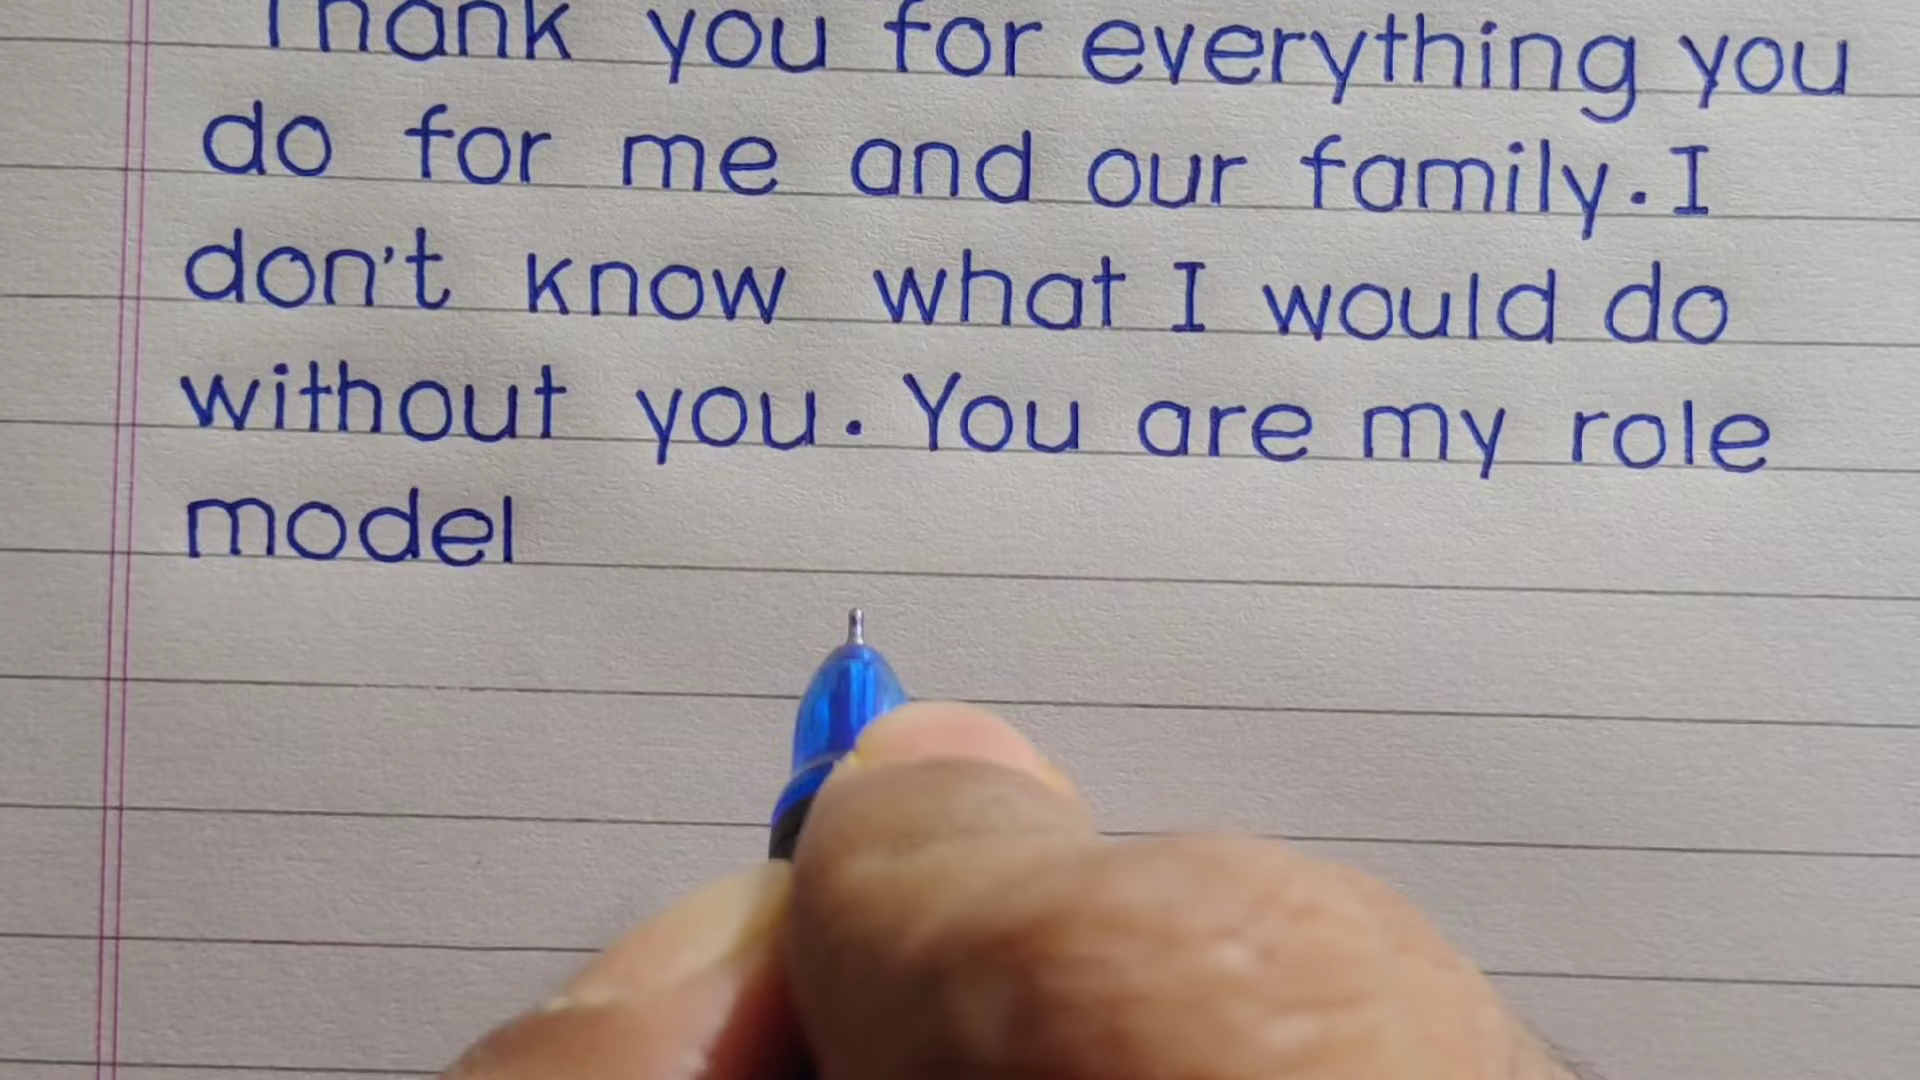 Thank you for everything you
do for me and our family. I
don't know what I would do
without you. You are my role
model